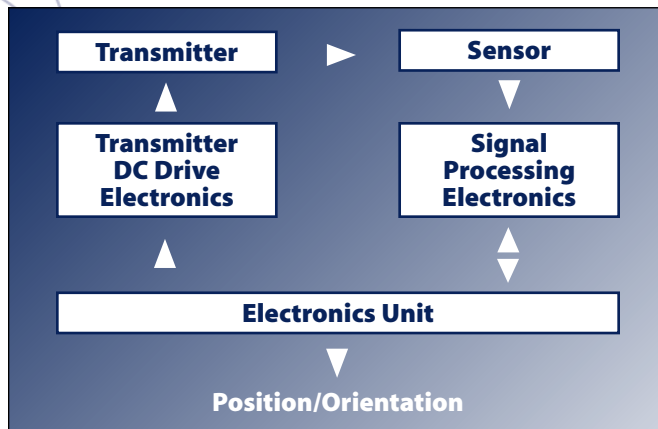 Transmitter
Sensor
Transmitter
DC Drive
Electronics
Signal
Processing
Electronics
Electronics Unit
Position/Orientation